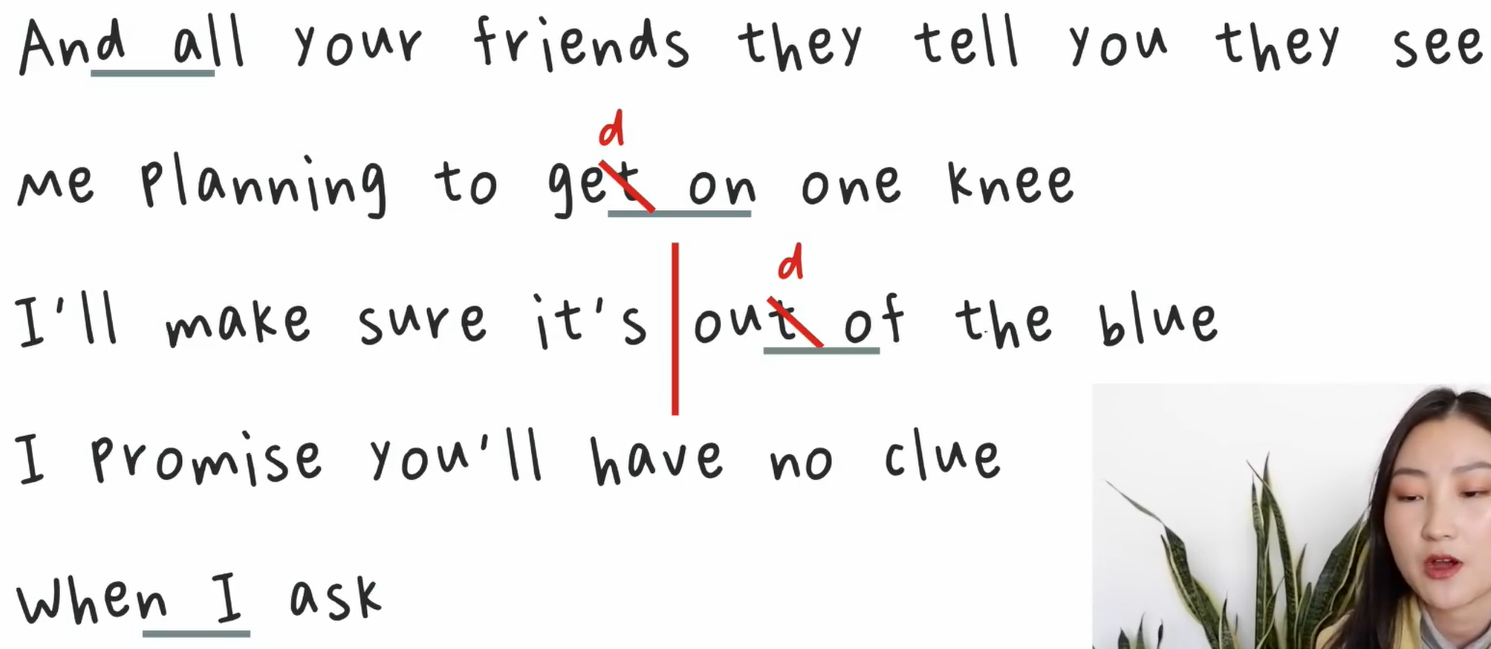 And all your friends they tell you they see
d
me planning to get on one knee
d
I'll make sure it's out of the blue
I promise you'll have no clue
When I ask